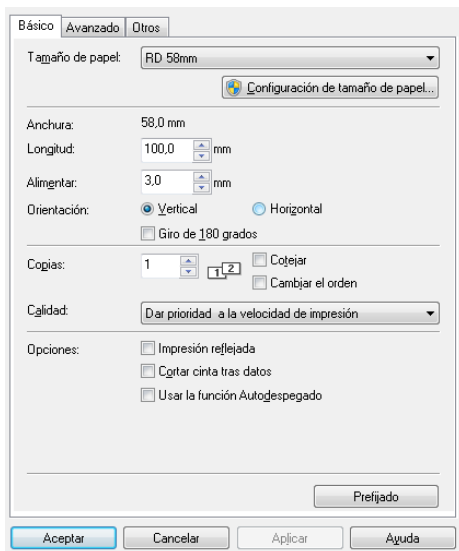 Básico Avanzado Otros
Tamaño de papel: RD 58mm
Configuración de tamaño de papel...
Anchura: 58,0 mm
Longitud: 100,0 mm
Alimentar: 3,0 mm
Orientación: Vertical Horizontal
Giro de 180 grados
Copias: 1 1 2 Cotejar
Cambiar el orden
Calidad: Dar prioridad a la velocidad de impresión
Opciones: Impresión reflejada
Cortar cinta tras datos
Usar la función Autodespegado
Prefijado
Aceptar Cancelar Aplicar Ayuda